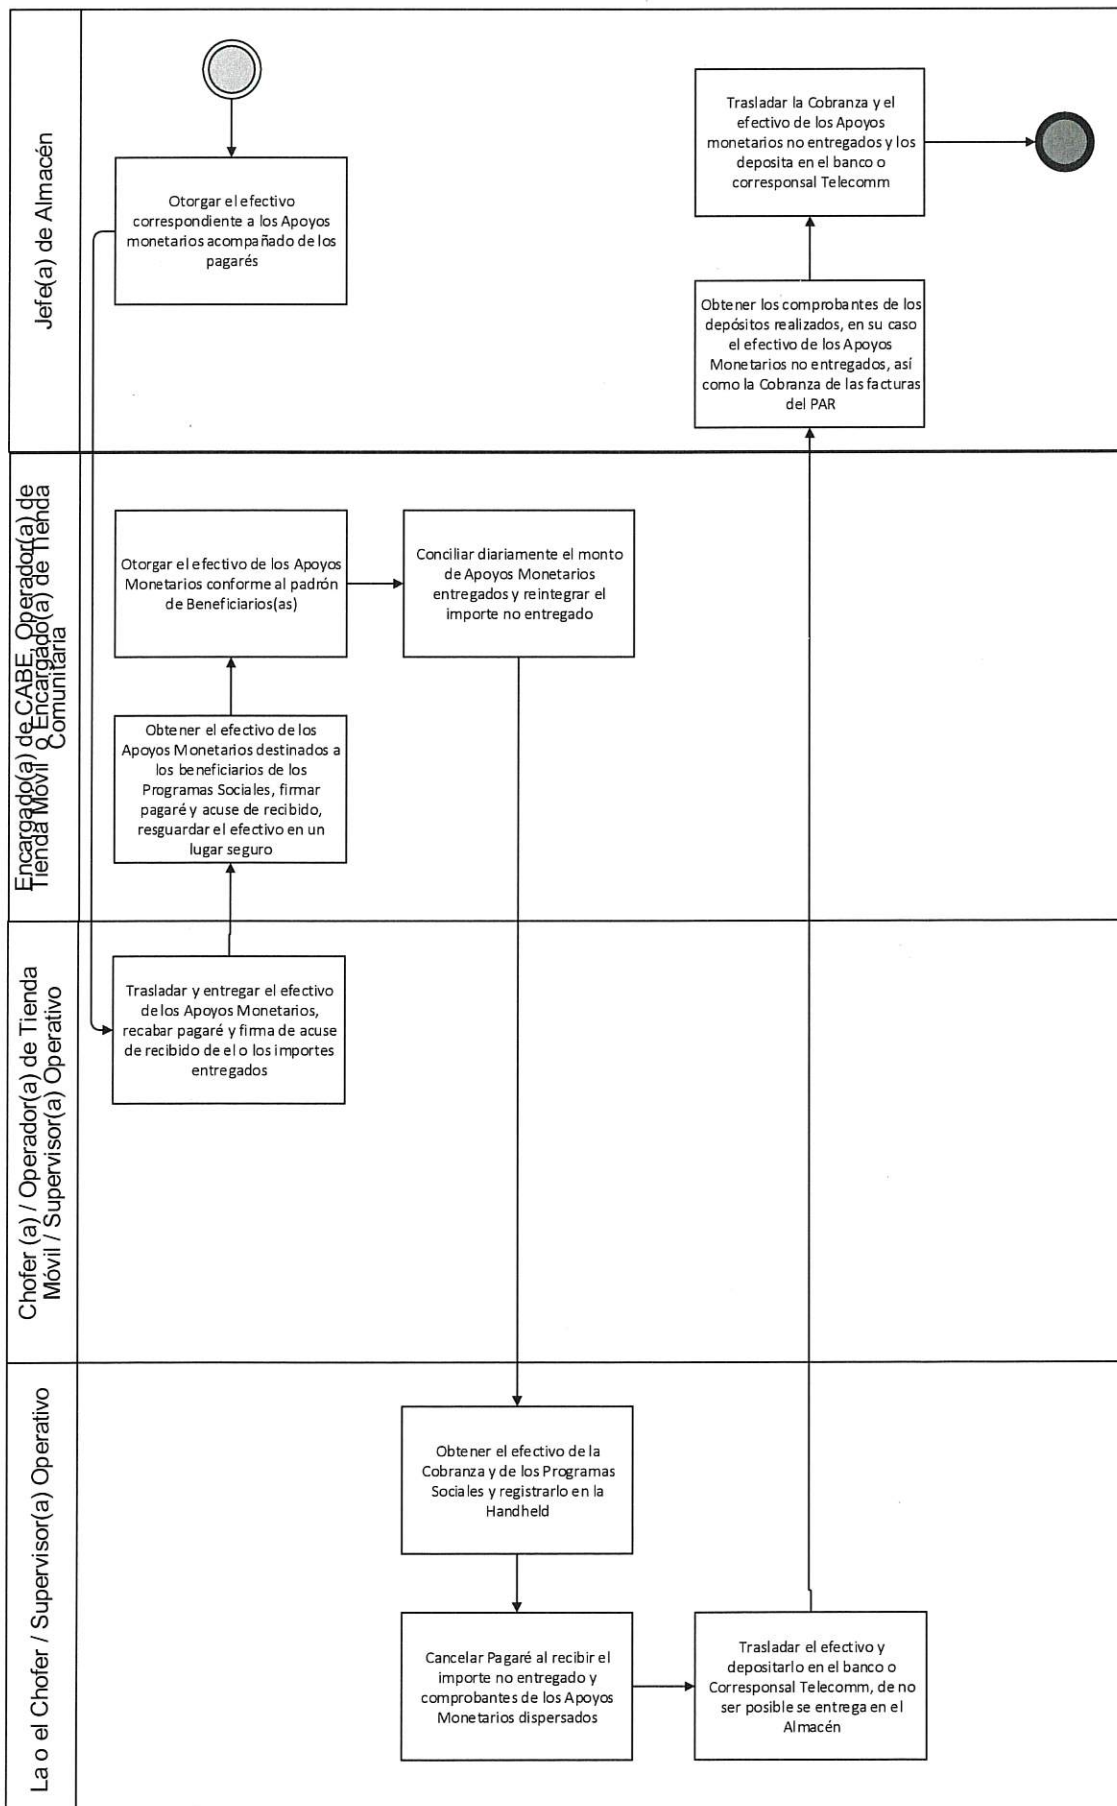 Jefe(a) de Almacén
Otorgar el efectivo
correspondiente a los Apoyos
monetarios acompañado de los
pagarés
Trasladar la Cobranza y el
efectivo de los Apoyos
monetarios no entregados y los
deposita en el banco o
corresponsal Telecomm
Obtener los comprobantes de los
depósitos realizados, en su caso
el efectivo de los Apoyos
Monetarios no entregados, así
como la Cobranza de las facturas
del PAR
Encargado(a) de CABE, Operador(a) de
Tienda Móvil o Encargado(a) de Tienda
Comunitaria
Otorgar el efectivo de los Apoyos
Monetarios conforme al padrón
de Beneficiarios(as)
Conciliar diariamente el monto
de Apoyos Monetarios
entregados y reintegrar el
importe no entregado
Obtener el efectivo de los
Apoyos Monetarios destinados a
los beneficiarios de los
Programas Sociales, firmar
pagaré y acuse de recibido,
resguardar el efectivo en un
lugar seguro
Chofer (a) / Operador(a) de Tienda
Móvil / Supervisor(a) Operativo
Trasladar y entregar el efectivo
de los Apoyos Monetarios,
recabar pagaré y firma de acuse
de recibido de el o los importes
entregados
La o el Chofer / Supervisor(a) Operativo
Obtener el efectivo de la
Cobranza y de los Programas
Sociales y registrarlo en la
Handheld
Cancelar Pagaré al recibir el
importe no entregado y
comprobantes de los Apoyos
Monetarios dispersados
Trasladar el efectivo y
depositarlo en el banco o
Corresponsal Telecomm, de no
ser posible se entrega en el
Almacén